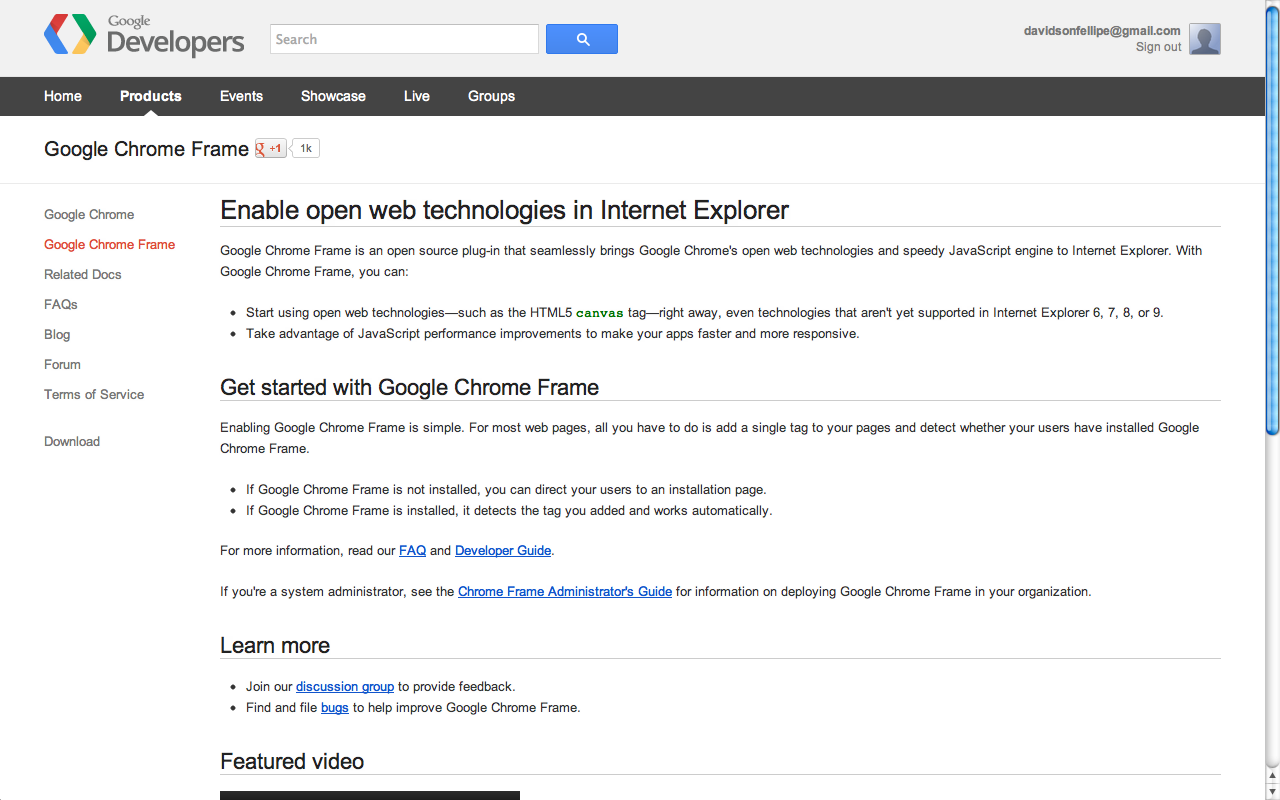 Google
Developers
Search
davidsonfellipe@gmail.com
Sign out
Home
Products
Events
Showcase
Live
Groups
Google Chrome Frame
g +1
1k
Google Chrome
Google Chrome Frame
Related Docs
FAQs
Blog
Forum
Terms of Service
Download
Enable open web technologies in Internet Explorer
Google Chrome Frame is an open source plug-in that seamlessly brings Google Chrome's open web technologies and speedy JavaScript engine to Internet Explorer. With
Google Chrome Frame, you can:
• Start using open web technologies—such as the HTML5 canvas tag—right away, even technologies that aren't yet supported in Internet Explorer 6, 7, 8, or 9.
• Take advantage of JavaScript performance improvements to make your apps faster and more responsive.
Get started with Google Chrome Frame
Enabling Google Chrome Frame is simple. For most web pages, all you have to do is add a single tag to your pages and detect whether your users have installed Google
Chrome Frame.
• If Google Chrome Frame is not installed, you can direct your users to an installation page.
• If Google Chrome Frame is installed, it detects the tag you added and works automatically.
For more information, read our FAQ and Developer Guide.
If you're a system administrator, see the Chrome Frame Administrator's Guide for information on deploying Google Chrome Frame in your organization.
Learn more
• Join our discussion group to provide feedback.
• Find and file bugs to help improve Google Chrome Frame.
Featured video